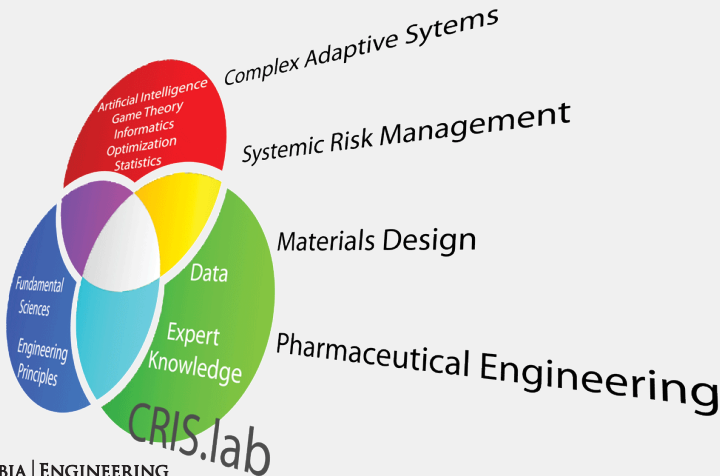 Complex Adaptive Sytems
Artificial Intelligence
Game Theory
Informatics
Optimization
Statistics
Systemic Risk Management
Materials Design
Data
Fundamental
Sciences
Expert
Knowledge
Engineering
Principles
Pharmaceutical Engineering
CRIS.lab
BIA | ENGINEERING